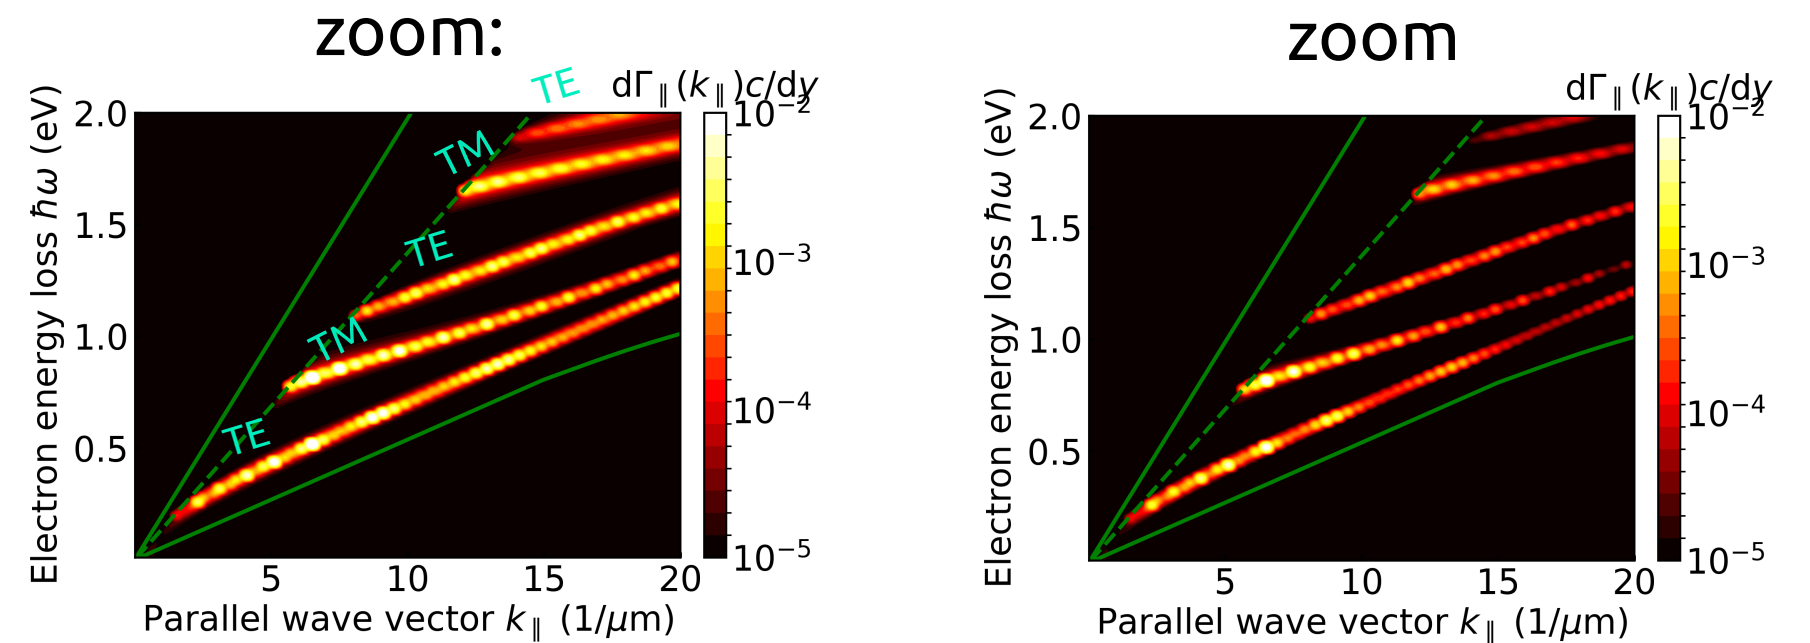 zoom:
dΓ∥(k∥)c/dy
TE
TM
TE
TM
TE
Electron energy loss ħω (eV)
2.0
1.5
1.0
0.5
5
10
15
20
Parallel wave vector k∥ (1/μm)
10⁻²
10⁻³
10⁻⁴
10⁻⁵
zoom
dΓ∥(k∥)c/dy
Electron energy loss ħω (eV)
2.0
1.5
1.0
0.5
5
10
15
20
Parallel wave vector k∥ (1/μm)
10⁻²
10⁻³
10⁻⁴
10⁻⁵